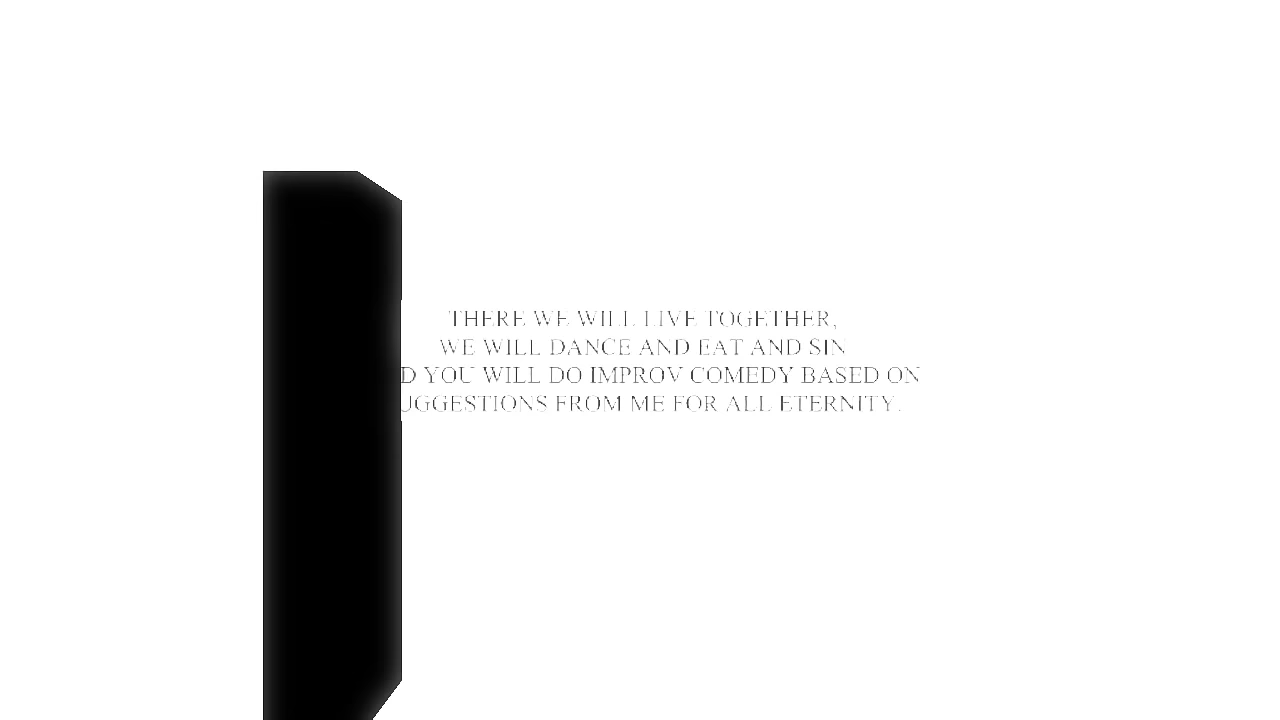 THERE WE WILL LIVE TOGETHER,
WE WILL DANCE AND EAT AND SIN
D YOU WILL DO IMPROV COMEDY BASED ON
UGGESTIONS FROM ME FOR ALL ETERNITY.